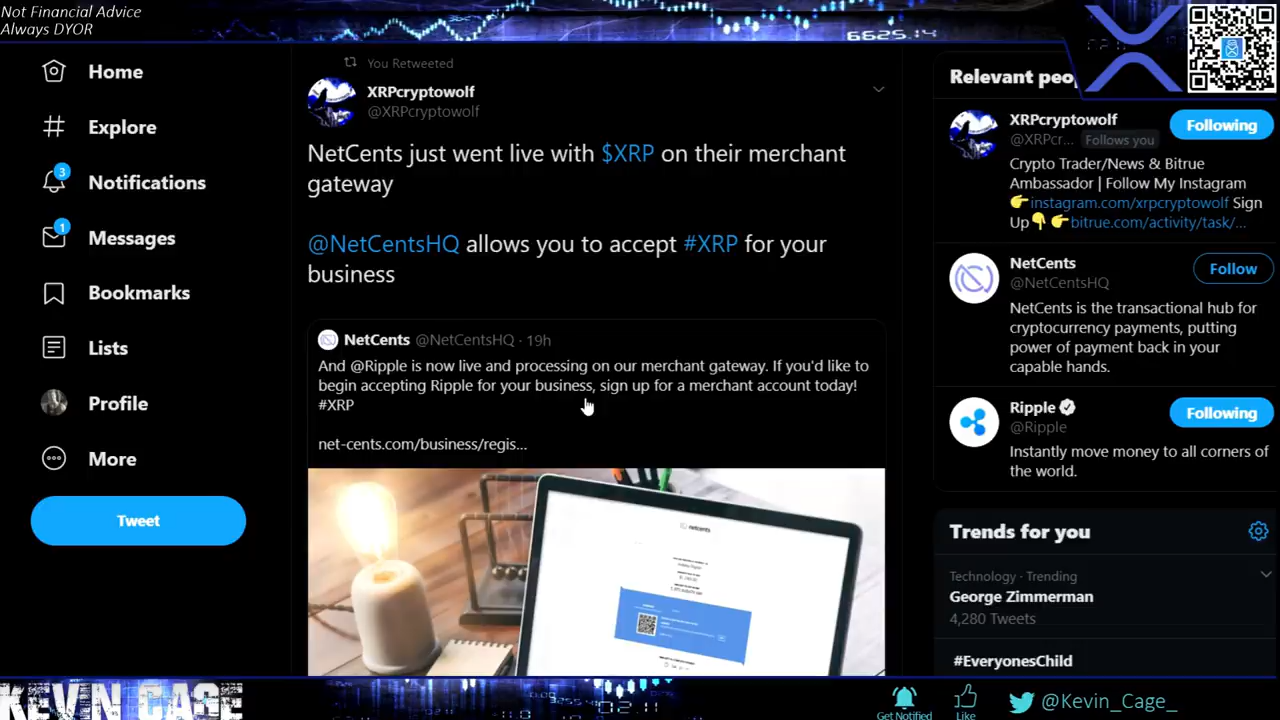 Not Financial Advice
Always DYOR
6625.14
Home
Explore
3
Notifications
1
Messages
Bookmarks
Lists
Profile
More
Tweet
You Retweeted
XRPcryptowolf
@XRPcryptowolf
NetCents just went live with $XRP on their merchant
gateway
@NetCentsHQ allows you to accept #XRP for your
business
NetCents @NetCentsHQ · 19h
And @Ripple is now live and processing on our merchant gateway. If you'd like to
begin accepting Ripple for your business, sign up for a merchant account today!
#XRP
net-cents.com/business/regis...
netcents
Relevant peop
XRPcryptowolf
@XRPcr... Follows you
Following
Crypto Trader/News & Bitrue
Ambassador | Follow My Instagram
👉instagram.com/xrpcryptowolf Sign
Up👇 👉bitrue.com/activity/task/...
NetCents
@NetCentsHQ
Follow
NetCents is the transactional hub for
cryptocurrency payments, putting
power of payment back in your
capable hands.
Ripple
@Ripple
Following
Instantly move money to all corners of
the world.
Trends for you
Technology · Trending
George Zimmerman
4,280 Tweets
#EveryonesChild
KEVIN CAGE
Get Notified
Like
@Kevin_Cage_